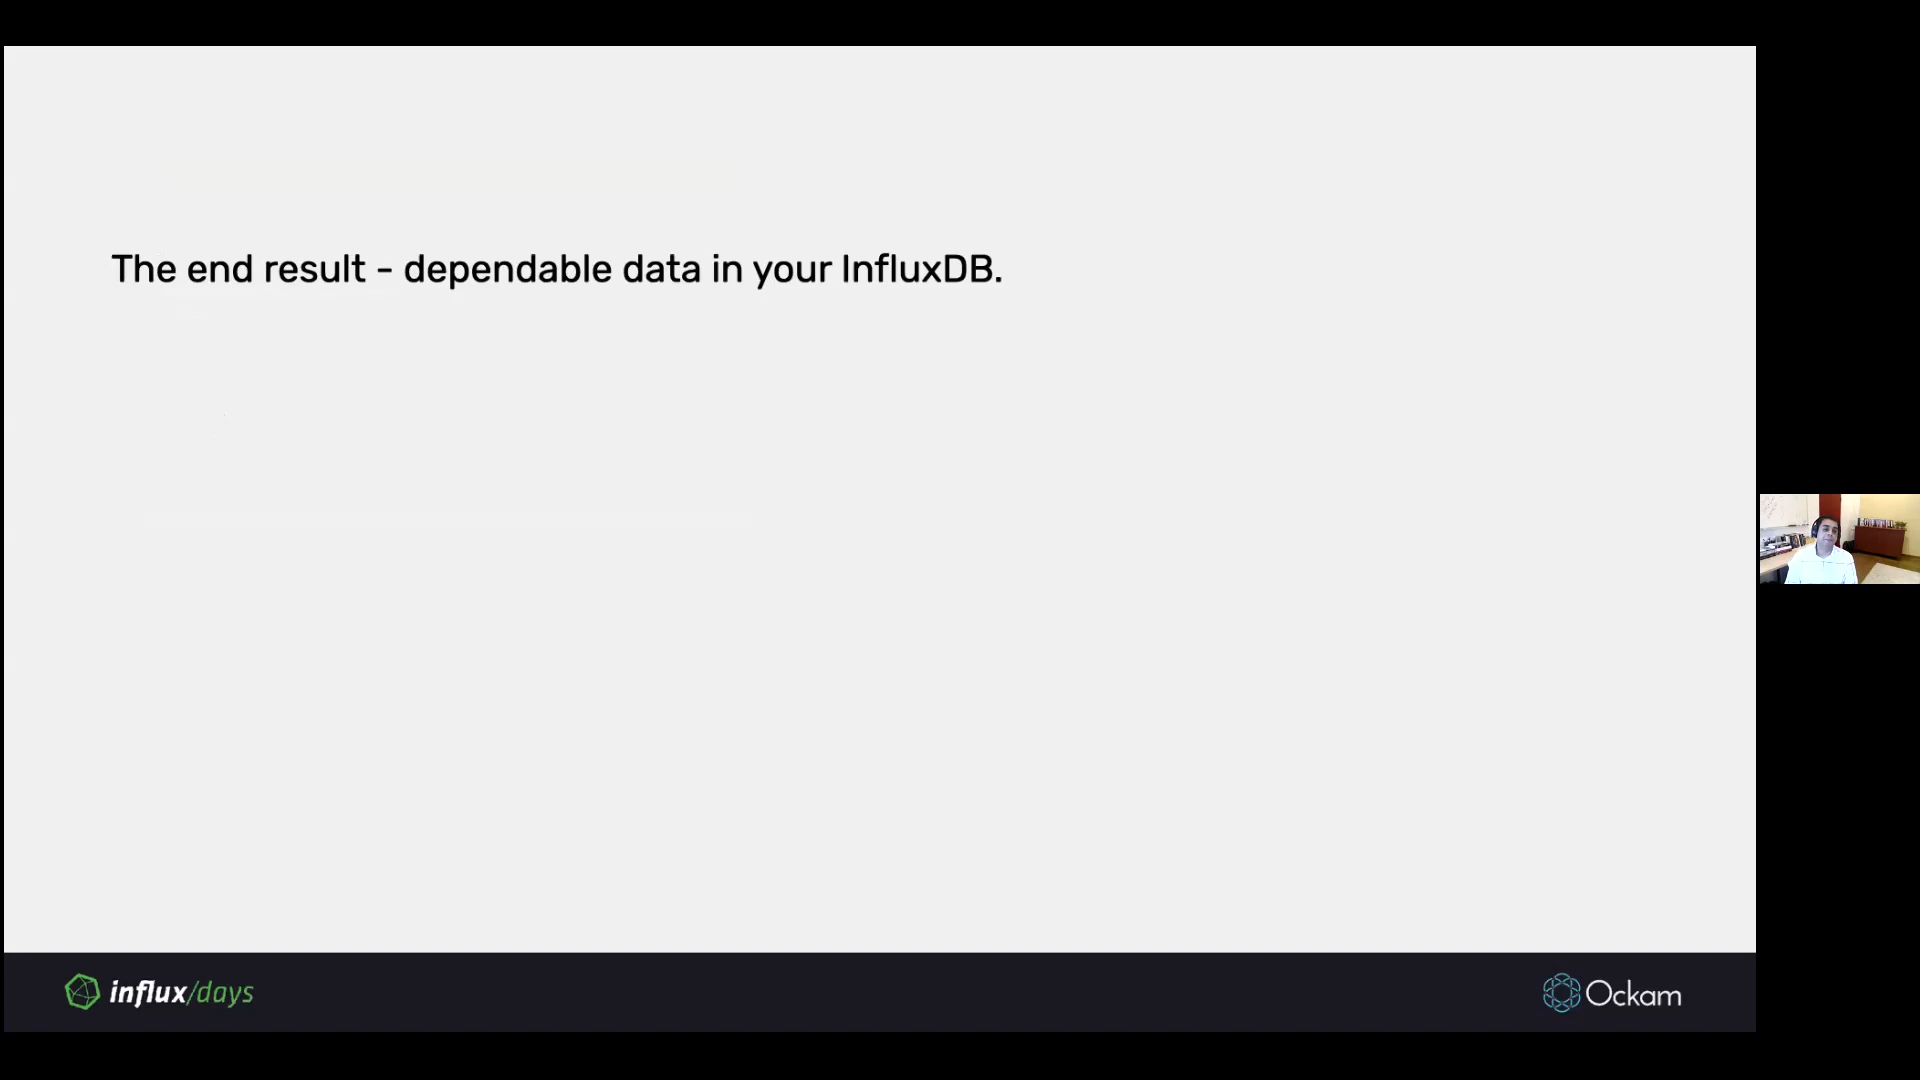 The end result - dependable data in your InfluxDB.
influx/days
Ockam